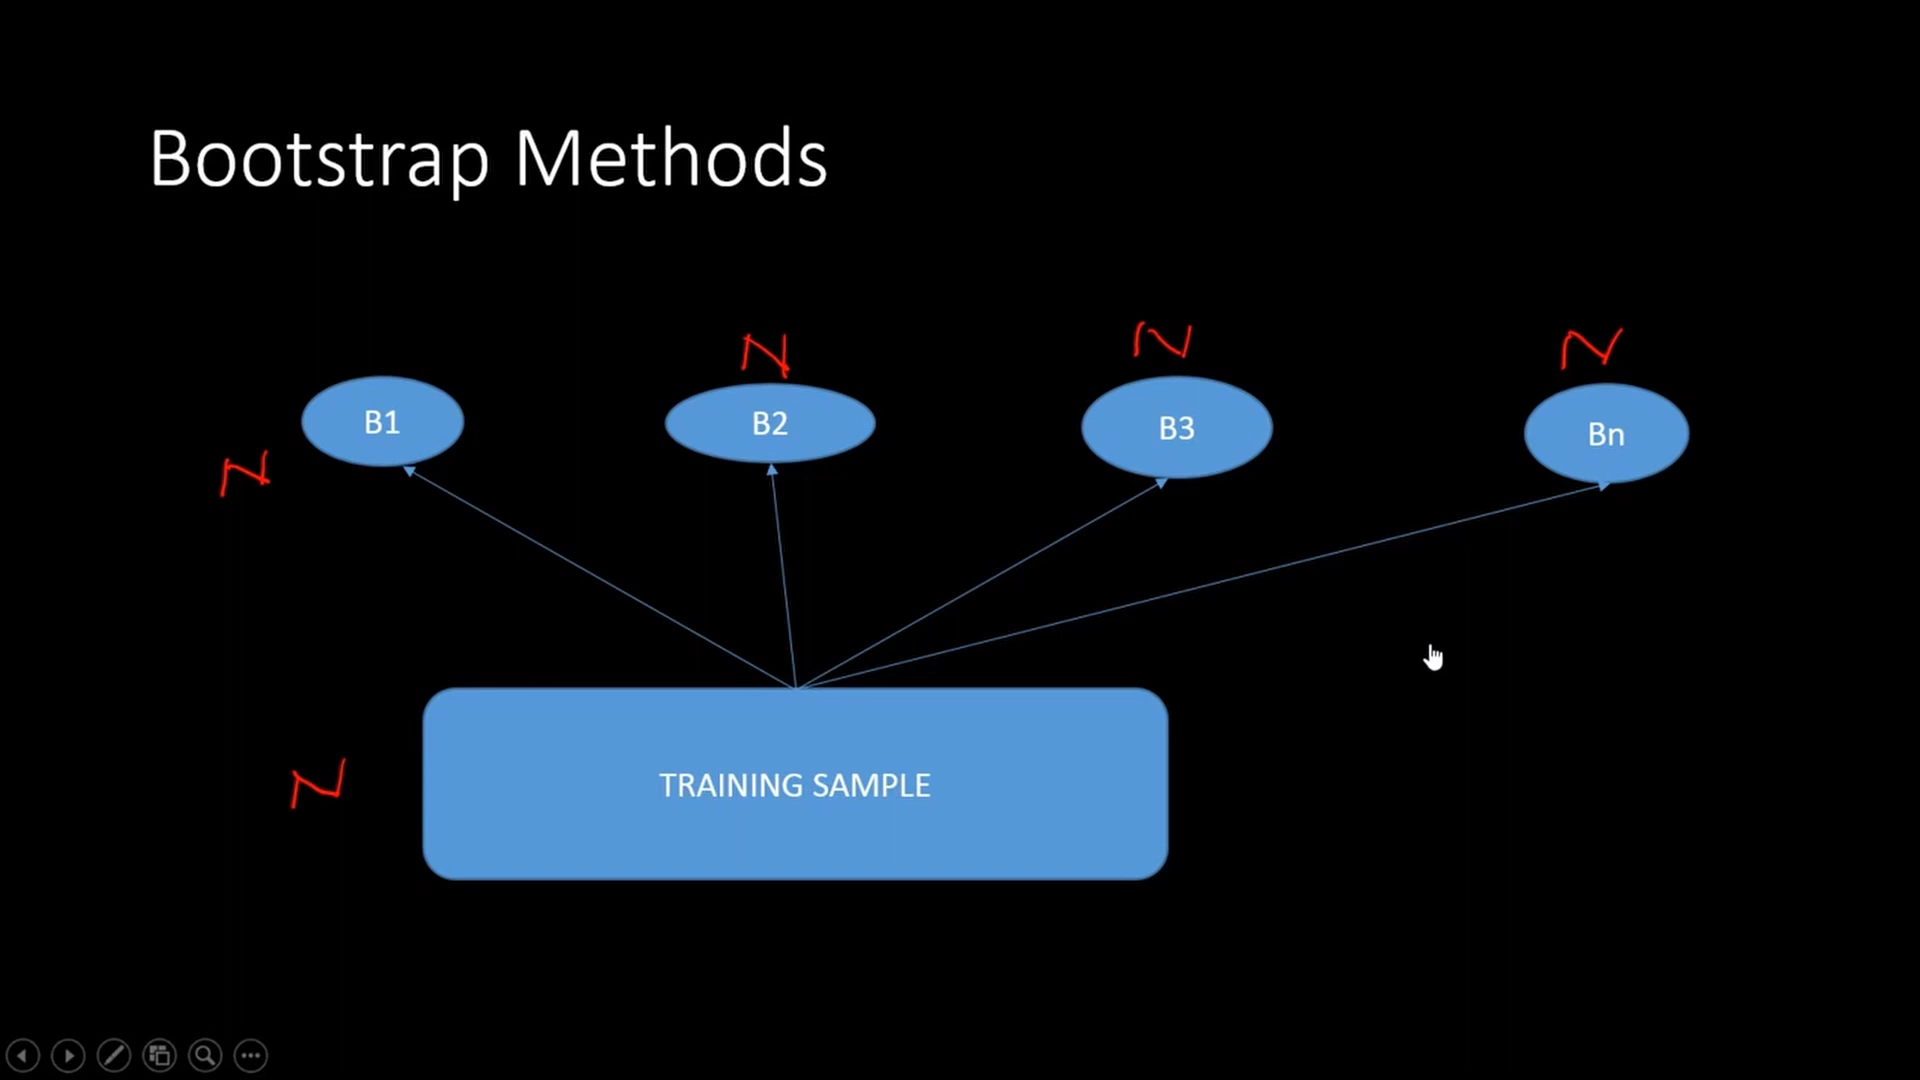 Bootstrap Methods
N N N
B1 B2 B3 Bn
N
N TRAINING SAMPLE